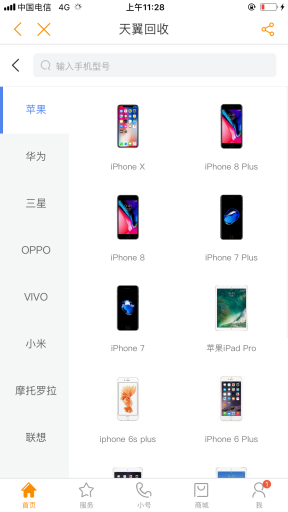 中国电信 4G 上午11:28
天翼回收
输入手机型号
苹果
华为
三星
OPPO
VIVO
小米
摩托罗拉
联想
iPhone X
iPhone 8 Plus
iPhone 8
iPhone 7 Plus
iPhone 7
苹果iPad Pro
iphone 6s plus
iPhone 6 Plus
首页
服务
小号
商城
1
我